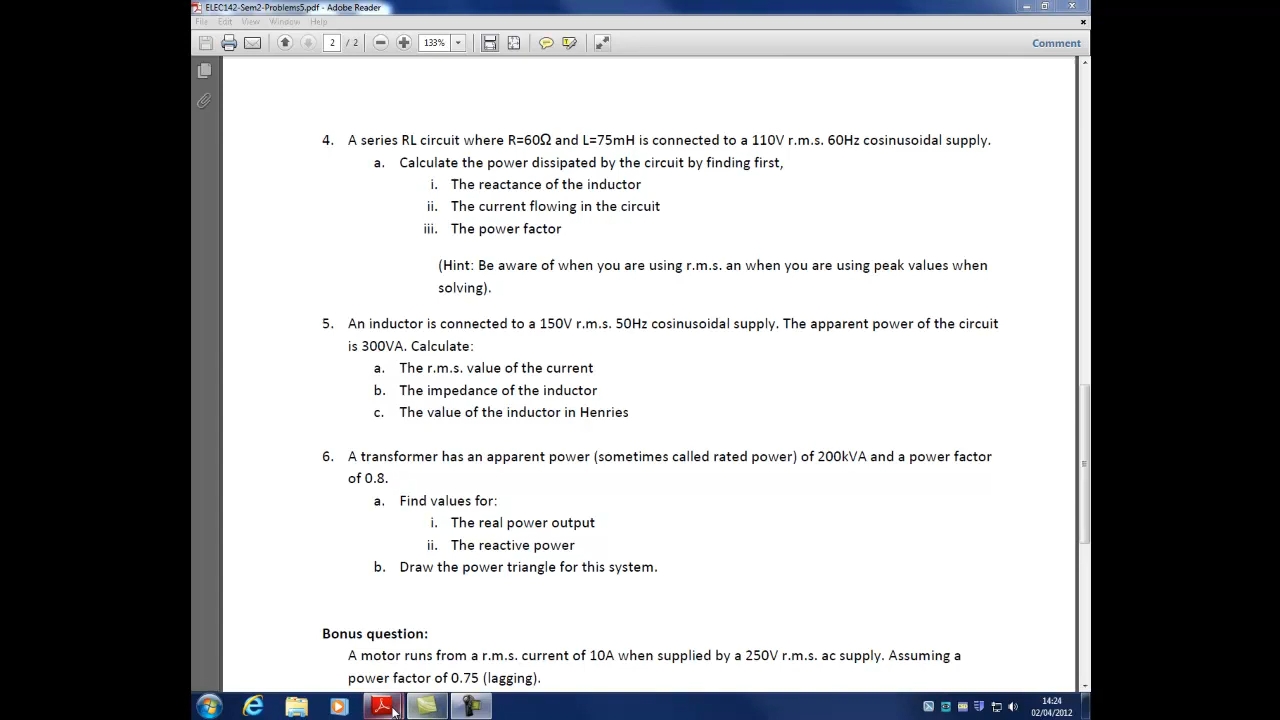 ELEC142-Sem2-Problems5.pdf - Adobe Reader
File Edit View Window Help
2 / 2 133% Comment
4. A series RL circuit where R=60Ω and L=75mH is connected to a 110V r.m.s. 60Hz cosinusoidal supply.
a. Calculate the power dissipated by the circuit by finding first,
i. The reactance of the inductor
ii. The current flowing in the circuit
iii. The power factor
(Hint: Be aware of when you are using r.m.s. an when you are using peak values when
solving).
5. An inductor is connected to a 150V r.m.s. 50Hz cosinusoidal supply. The apparent power of the circuit
is 300VA. Calculate:
a. The r.m.s. value of the current
b. The impedance of the inductor
c. The value of the inductor in Henries
6. A transformer has an apparent power (sometimes called rated power) of 200kVA and a power factor
of 0.8.
a. Find values for:
i. The real power output
ii. The reactive power
b. Draw the power triangle for this system.
Bonus question:
A motor runs from a r.m.s. current of 10A when supplied by a 250V r.m.s. ac supply. Assuming a
power factor of 0.75 (lagging).
14:24
02/04/2012